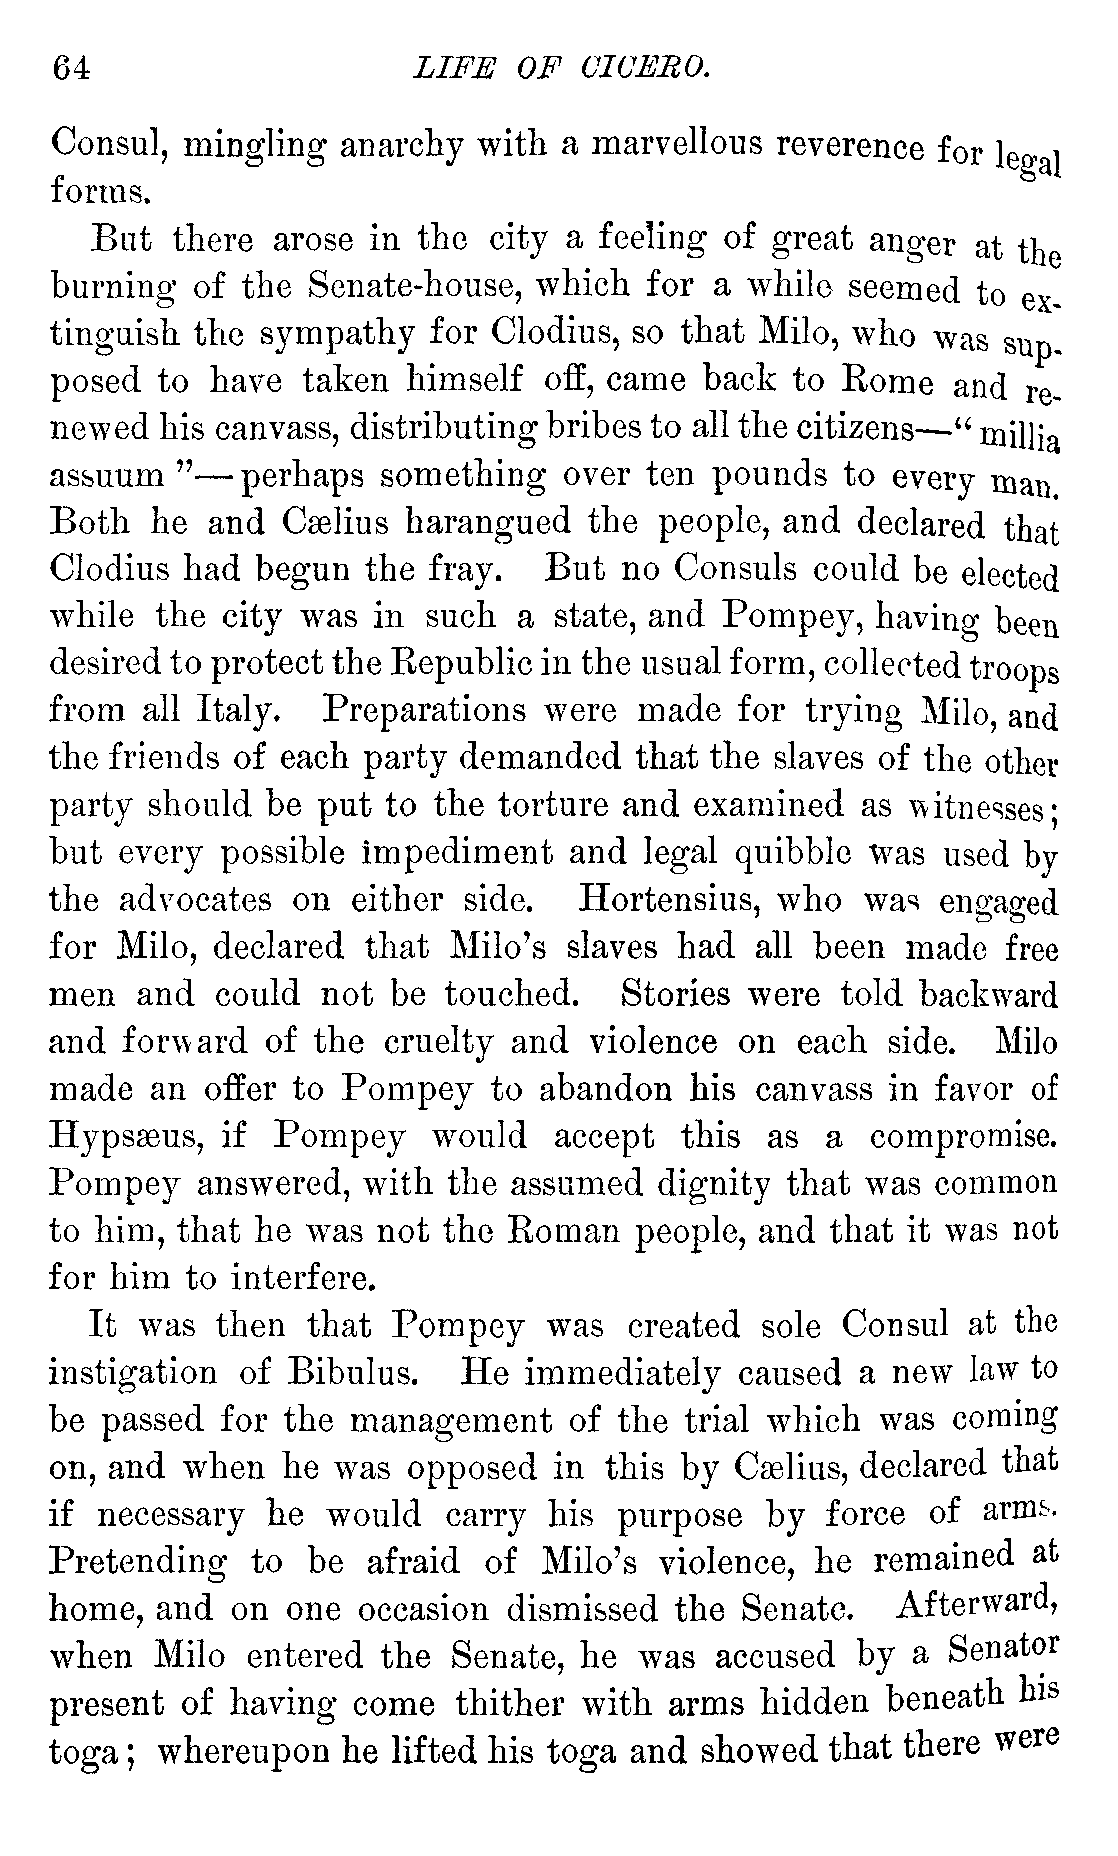 64 LIFE OF CICERO.
Consul, mingling anarchy with a marvellous reverence for legal
forms.
But there arose in the city a feeling of great anger at the
burning of the Senate-house, which for a while seemed to ex-
tinguish the sympathy for Clodius, so that Milo, who was sup-
posed to have taken himself off, came back to Rome and re-
newed his canvass, distributing bribes to all the citizens—“millia
assuum”—perhaps something over ten pounds to every man.
Both he and Cælius harangued the people, and declared that
Clodius had begun the fray. But no Consuls could be elected
while the city was in such a state, and Pompey, having been
desired to protect the Republic in the usual form, collected troops
from all Italy. Preparations were made for trying Milo, and
the friends of each party demanded that the slaves of the other
party should be put to the torture and examined as witnesses;
but every possible impediment and legal quibble was used by
the advocates on either side. Hortensius, who was engaged
for Milo, declared that Milo’s slaves had all been made free
men and could not be touched. Stories were told backward
and forward of the cruelty and violence on each side. Milo
made an offer to Pompey to abandon his canvass in favor of
Hypsæus, if Pompey would accept this as a compromise.
Pompey answered, with the assumed dignity that was common
to him, that he was not the Roman people, and that it was not
for him to interfere.
It was then that Pompey was created sole Consul at the
instigation of Bibulus. He immediately caused a new law to
be passed for the management of the trial which was coming
on, and when he was opposed in this by Cælius, declared that
if necessary he would carry his purpose by force of arms.
Pretending to be afraid of Milo’s violence, he remained at
home, and on one occasion dismissed the Senate. Afterward,
when Milo entered the Senate, he was accused by a Senator
present of having come thither with arms hidden beneath his
toga; whereupon he lifted his toga and showed that there were